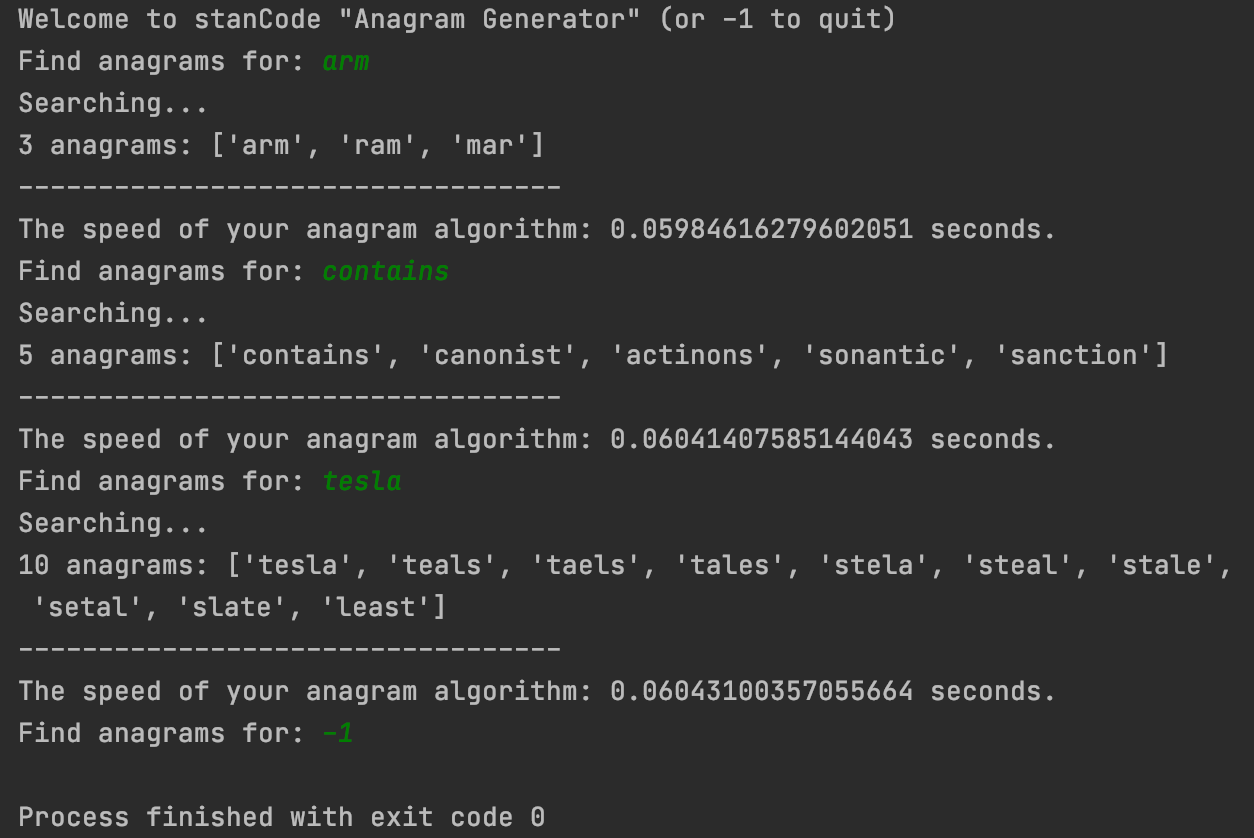 Welcome to stanCode "Anagram Generator" (or -1 to quit)
Find anagrams for: arm
Searching...
3 anagrams: ['arm', 'ram', 'mar']
----------------------------------
The speed of your anagram algorithm: 0.05984616279602051 seconds.
Find anagrams for: contains
Searching...
5 anagrams: ['contains', 'canonist', 'actinons', 'sonantic', 'sanction']
----------------------------------
The speed of your anagram algorithm: 0.06041407585144043 seconds.
Find anagrams for: tesla
Searching...
10 anagrams: ['tesla', 'teals', 'taels', 'tales', 'stela', 'steal', 'stale',
 'setal', 'slate', 'least']
----------------------------------
The speed of your anagram algorithm: 0.06043100357055664 seconds.
Find anagrams for: -1
Process finished with exit code 0